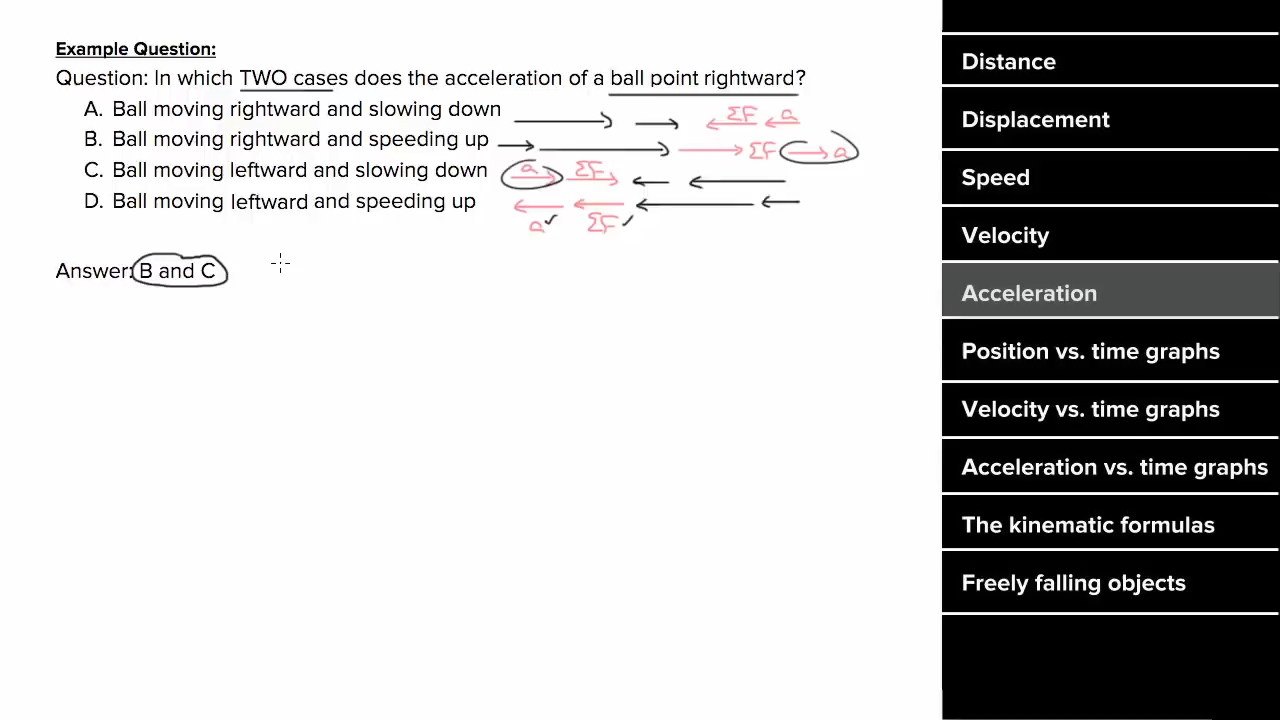 Example Question:
Question: In which TWO cases does the acceleration of a ball point rightward?
A. Ball moving rightward and slowing down ΣF a
B. Ball moving rightward and speeding up ΣF a
C. Ball moving leftward and slowing down a ΣF
D. Ball moving leftward and speeding up
a ΣF
Answer: B and C
Distance
Displacement
Speed
Velocity
Acceleration
Position vs. time graphs
Velocity vs. time graphs
Acceleration vs. time graphs
The kinematic formulas
Freely falling objects